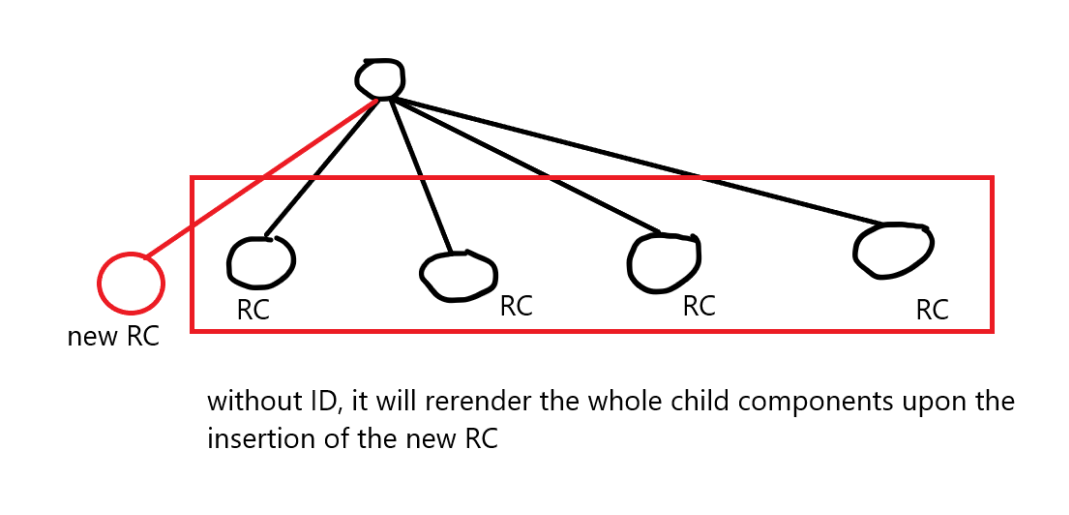 RC
RC
RC
RC
new RC
without ID, it will rerender the whole child components upon the
insertion of the new RC